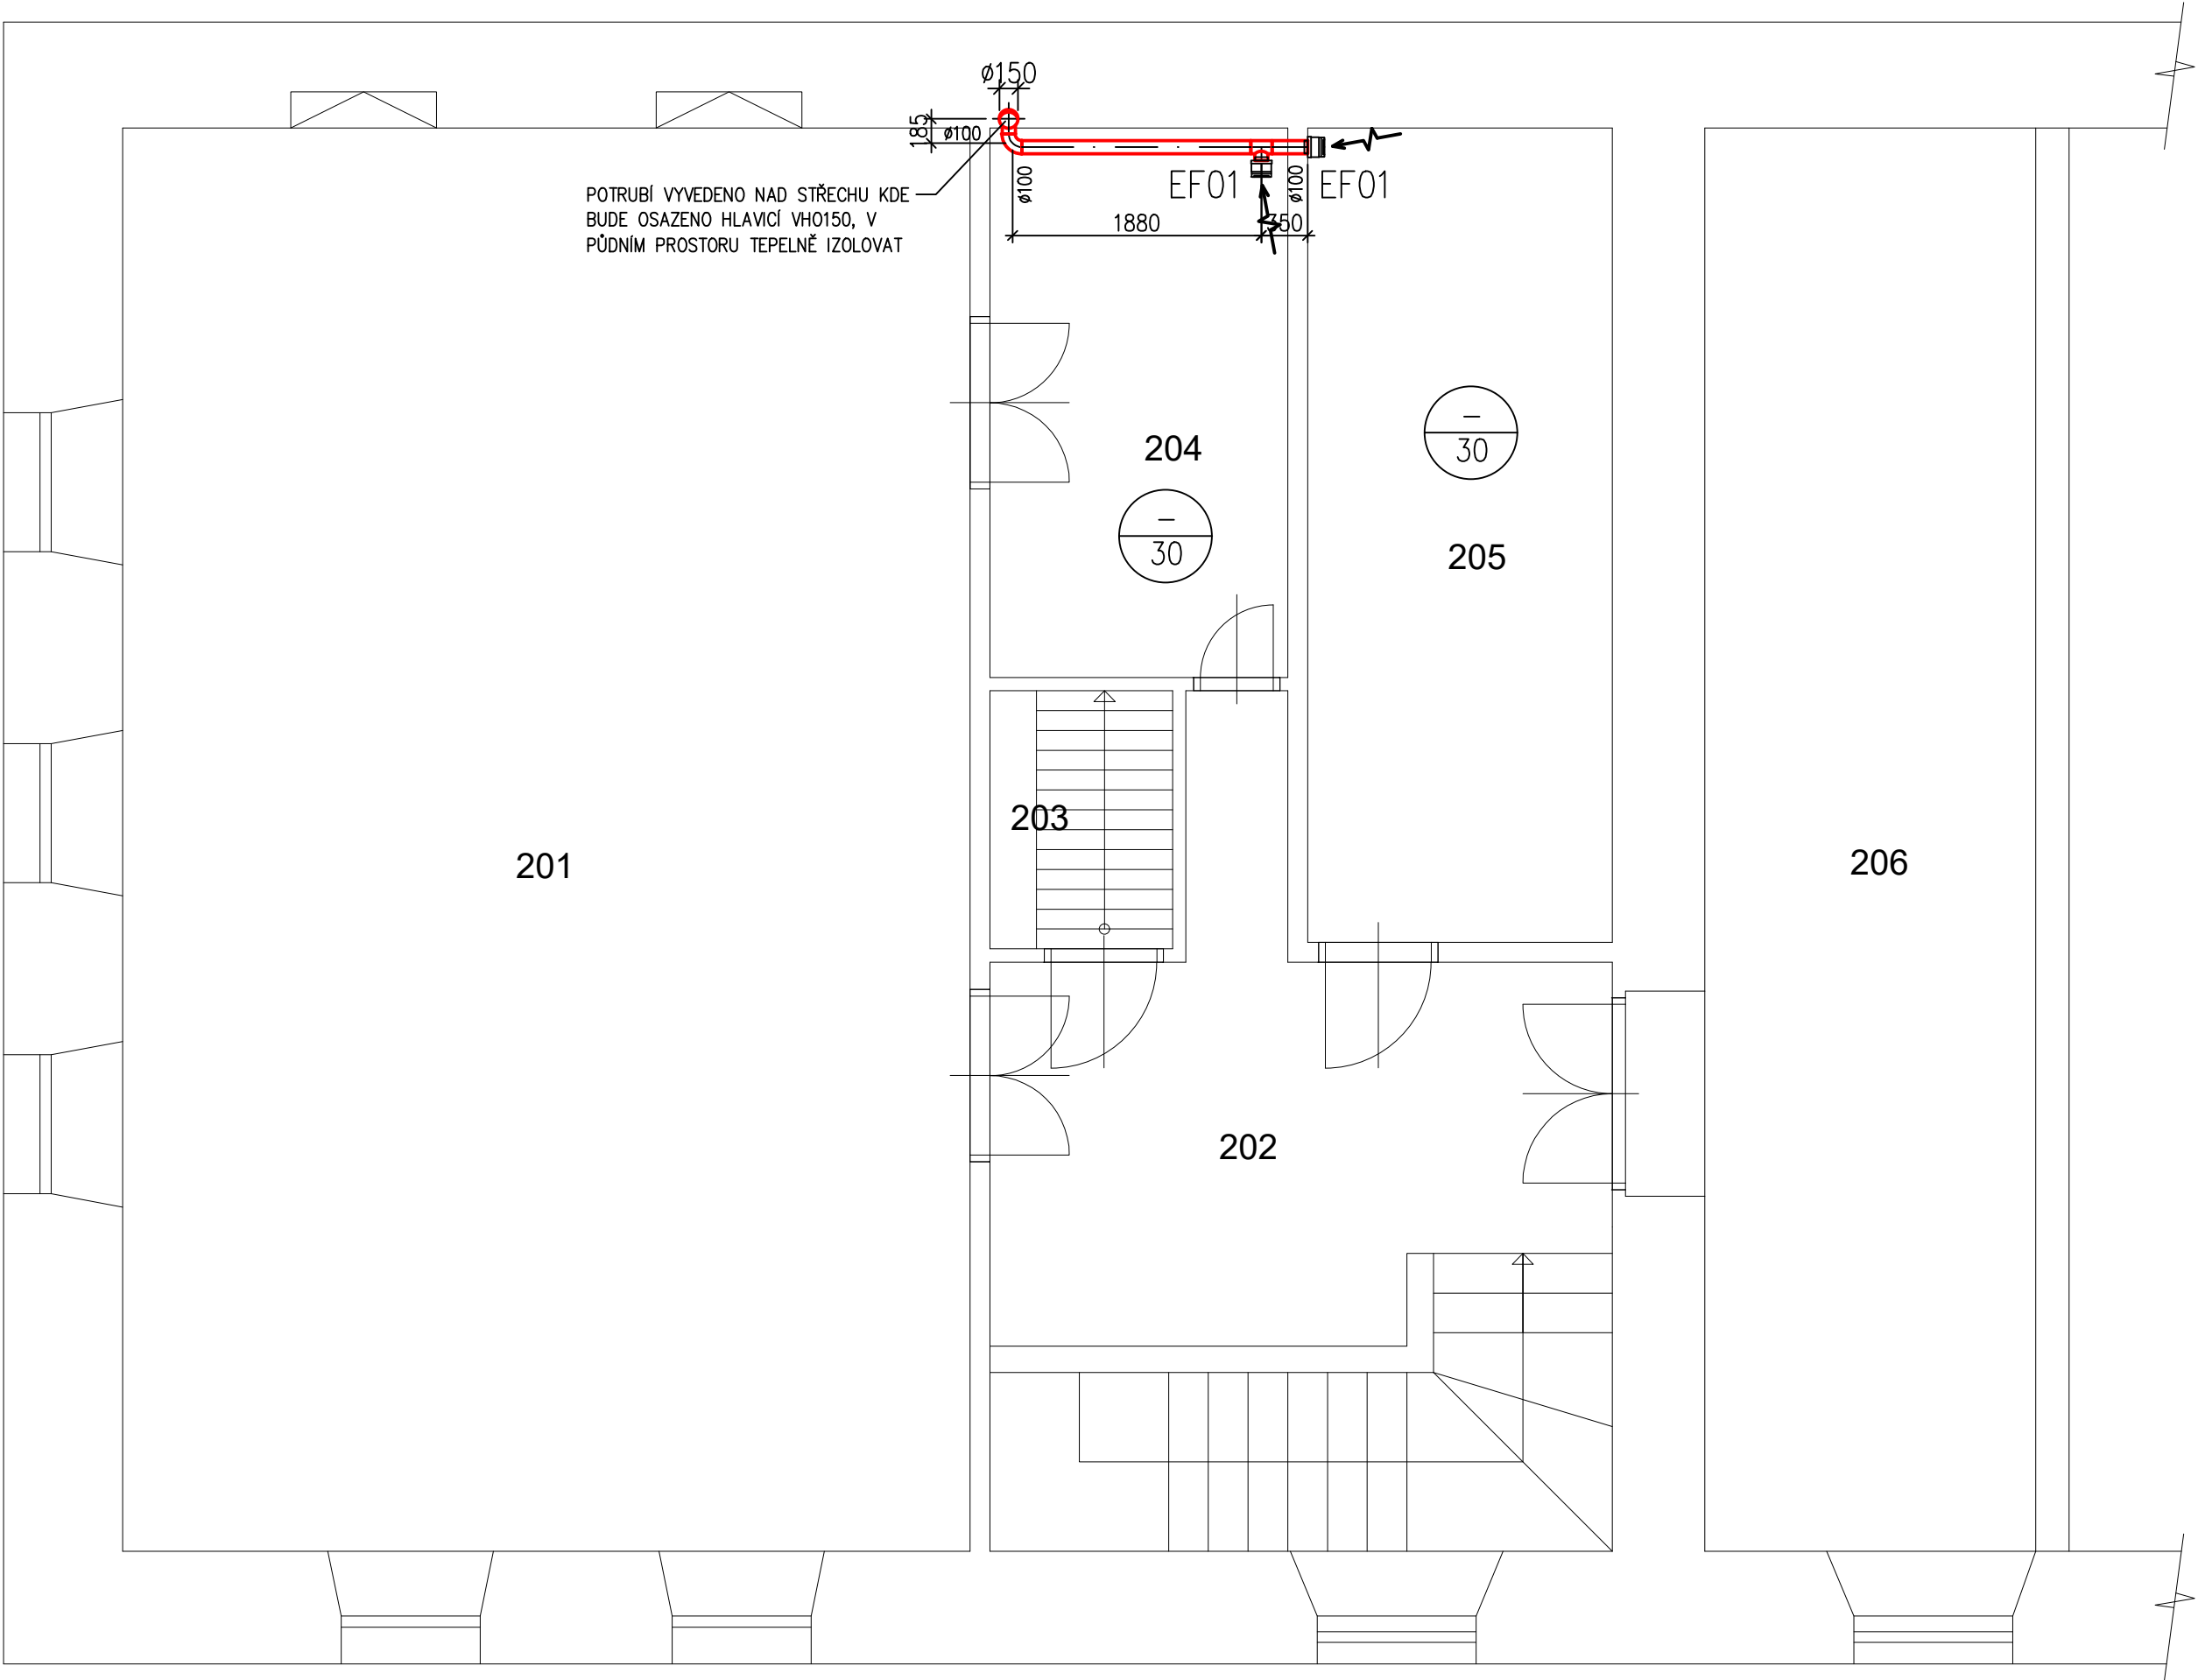 ø150
185
ø100
POTRUBÍ VYVEDENO NAD STŘECHU KDE
BUDE OSAZENO HLAVICÍ VHO150, V
PŮDNÍM PROSTORU TEPELNĚ IZOLOVAT
ø100
EF01
ø100
EF01
1880
350
204
–
30
–
30
205
203
201
206
202